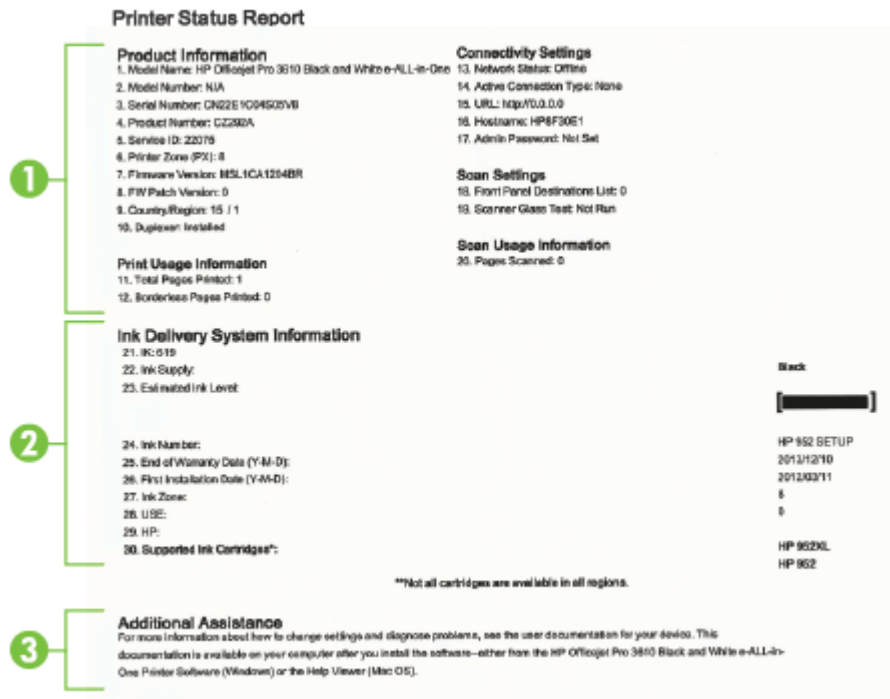 Printer Status Report
1
Product Information
1. Model Name: HP Officejet Pro 3610 Black and White e-ALL-in-One
2. Model Number: N/A
3. Serial Number:
4. Product Number: CZ292A
5. Service ID: 22075
6. Printer Zone (PX): 8
7. Firmware Version:
8. FW Patch Version: 0
9. Country/Region: 15 / 1
10. Duplexer: Installed
Print Usage Information
11. Total Pages Printed: 1
12. Borderless Pages Printed: 0
Connectivity Settings
13. Network Status: Offline
14. Active Connection Type: None
15. URL: http://0.0.0.0
16. Hostname: HP8F30E1
17. Admin Password: Not Set
Scan Settings
18. Front Panel Destinations List: 0
19. Scanner Glass Test: Not Run
Scan Usage Information
20. Pages Scanned: 0
2
Ink Delivery System Information
21. IK: 619
22. Ink Supply: Black
23. Estimated Ink Level:
24. Ink Number: HP 952 SETUP
25. End of Warranty Date (Y-M-D): 2013/12/10
26. First Installation Date (Y-M-D): 2012/03/11
27. Ink Zone:
28. USE: 0
29. HP:
30. Supported Ink Cartridges*: HP 952XL
HP 952
**Not all cartridges are available in all regions.
3
Additional Assistance
For more information about how to change settings and diagnose problems, see the user documentation for your device. This
documentation is available on your computer after you install the software--either from the HP Officejet Pro 3610 Black and White e-ALL-in-
One Printer Software (Windows) or the Help Viewer (Mac OS).